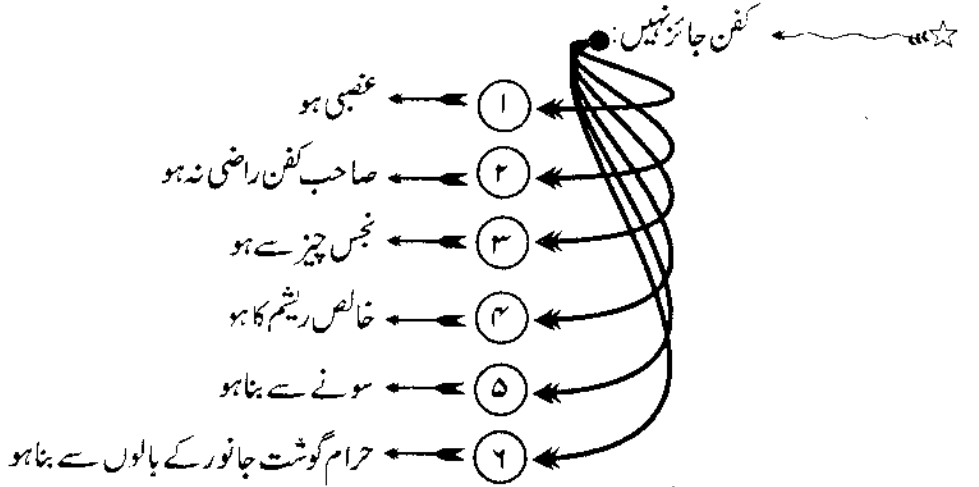 کفن جائز نہیں:
۱ غصبی ہو
۲ صاحب کفن راضی نہ ہو
۳ نجس چیز سے ہو
۴ خالص ریشم کا ہو
۵ سونے سے بنا ہو
۶ حرام گوشت جانور کے بالوں سے بنا ہو